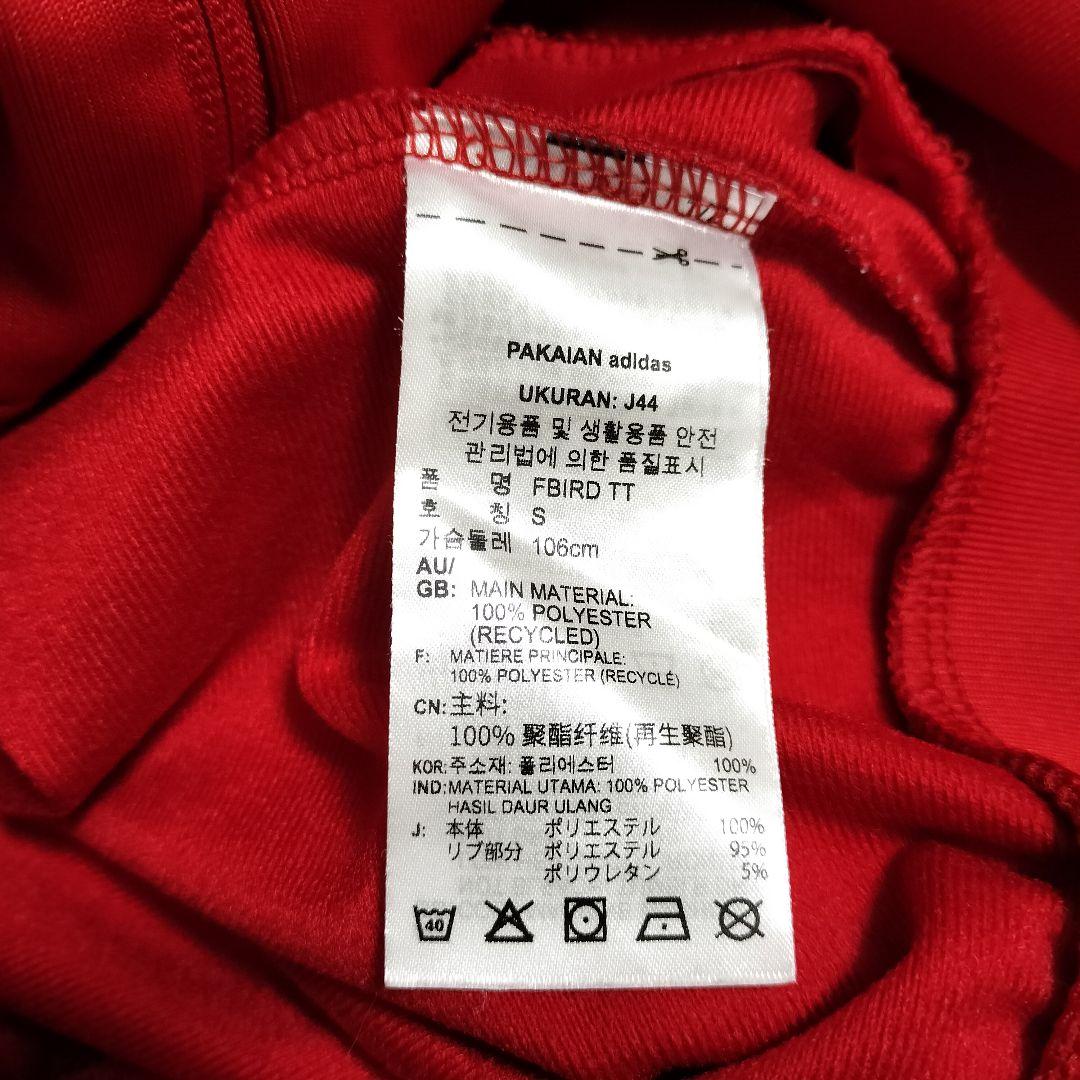 PAKAIAN adidas
UKURAN: J44
전기용품 및 생활용품 안전
관리법에 의한 품질표시
품 명 FBIRD TT
호 칭 S
가슴둘레 106cm
AU/
GB: MAIN MATERIAL:
100% POLYESTER
(RECYCLED)
F: MATIERE PRINCIPALE:
100% POLYESTER (RECYCLÉ)
CN: 主料:
100% 聚酯纤维(再生聚酯)
KOR: 주소재: 폴리에스터 100%
IND: MATERIAL UTAMA: 100% POLYESTER
HASIL DAUR ULANG
J: 本体 ポリエステル 100%
リブ部分 ポリエステル 95%
ポリウレタン 5%
40